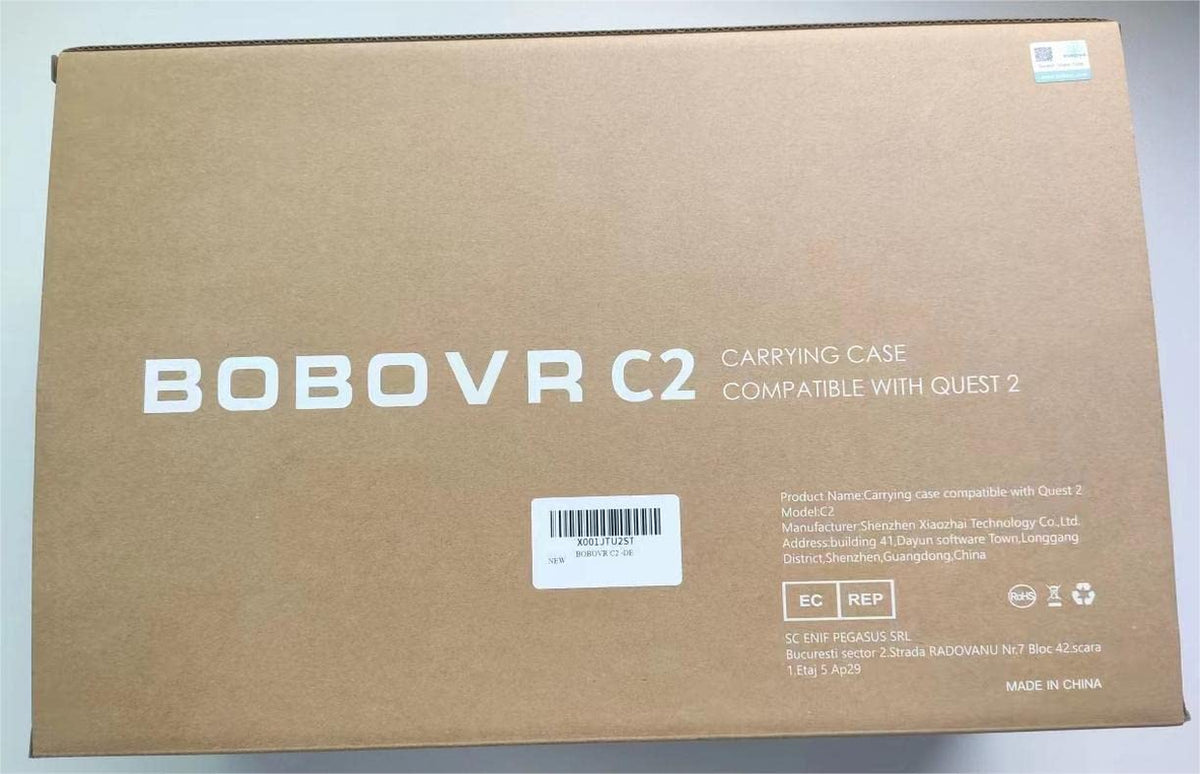 BOBOVR C2
CARRYING CASE
COMPATIBLE WITH QUEST 2
X001JTU2ST
BOBOVR C2 -DE
NEW
Product Name:Carrying case compatible with Quest 2
Model:C2
Manufacturer:Shenzhen Xiaozhai Technology Co.,Ltd.
Address:building 41,Dayun software Town,Longgang
District,Shenzhen,Guangdong,China
EC REP
RoHS
SC ENIF PEGASUS SRL
Bucuresti sector 2.Strada RADOVANU Nr.7 Bloc 42.scara
1.Etaj 5 Ap29
MADE IN CHINA